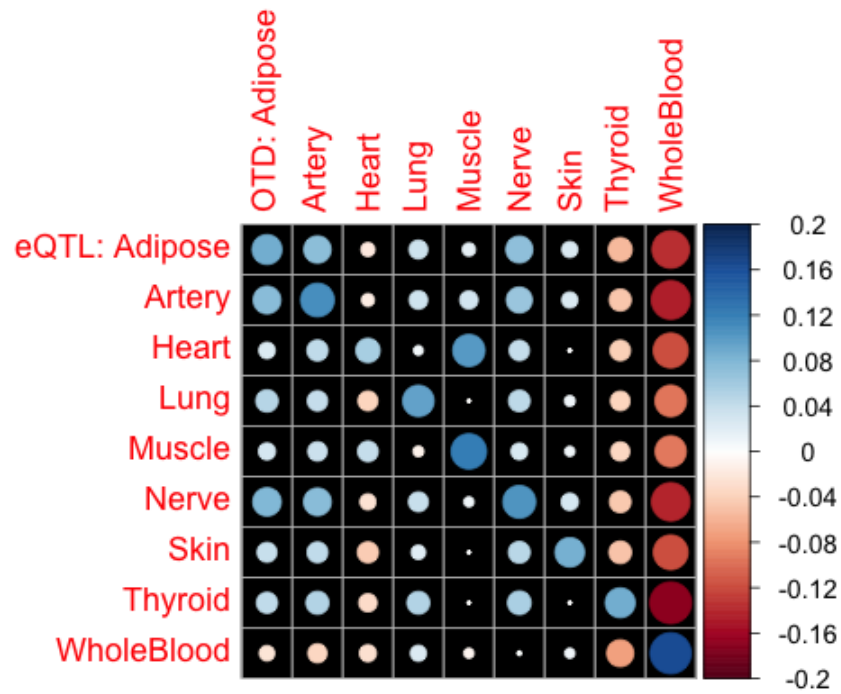 OTD: Adipose
Artery
Heart
Lung
Muscle
Nerve
Skin
Thyroid
WholeBlood
eQTL: Adipose
Artery
Heart
Lung
Muscle
Nerve
Skin
Thyroid
WholeBlood
0.2
0.16
0.12
0.08
0.04
0
-0.04
-0.08
-0.12
-0.16
-0.2